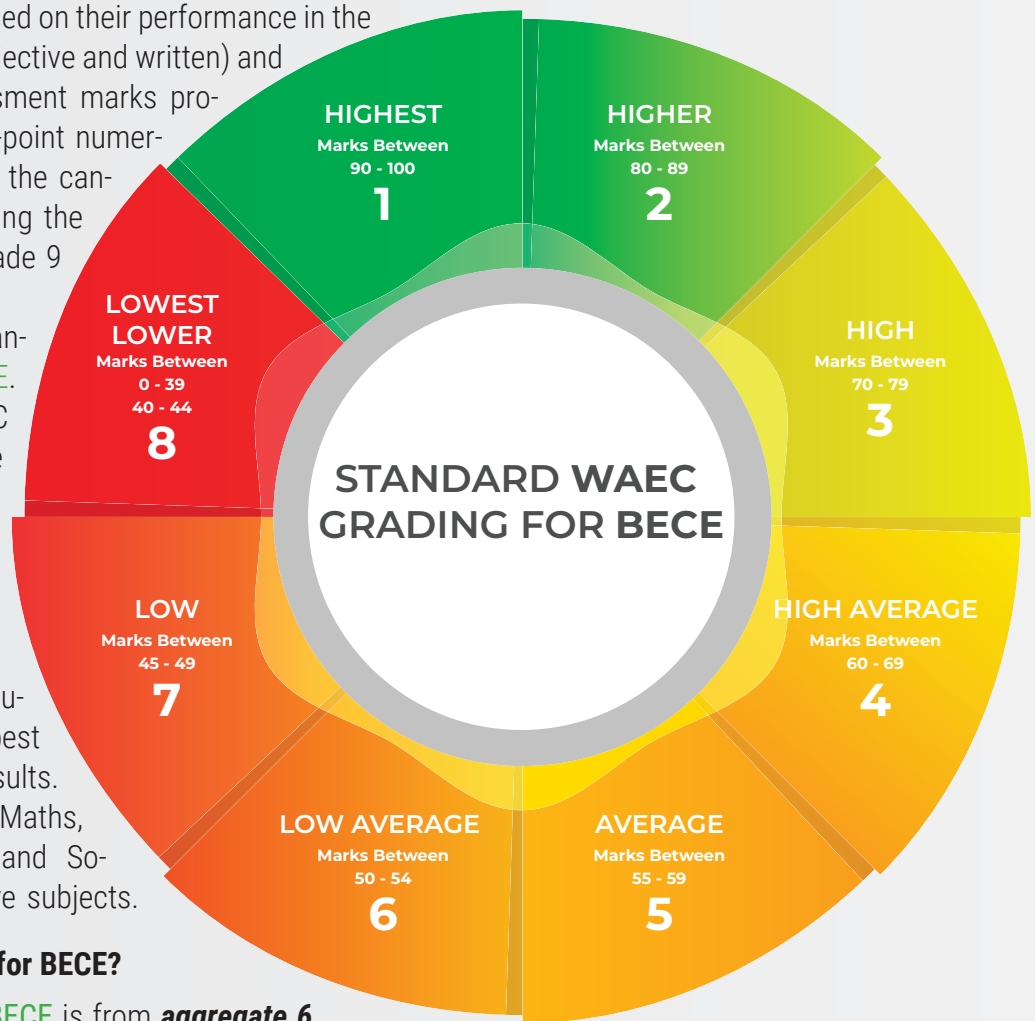 ed on their performance in the
ective and written) and
sment marks pro-
-point numer-
the can-
ng the
ade 9
an-
E.
C
e
u-
best
sults.
Maths,
and So-
e subjects.
for BECE?
BECE is from aggregate 6
HIGHEST
Marks Between
90 - 100
1
HIGHER
Marks Between
80 - 89
2
HIGH
Marks Between
70 - 79
3
HIGH AVERAGE
Marks Between
60 - 69
4
AVERAGE
Marks Between
55 - 59
5
LOW AVERAGE
Marks Between
50 - 54
6
LOW
Marks Between
45 - 49
7
LOWEST
LOWER
Marks Between
0 - 39
40 - 44
8
STANDARD WAEC
GRADING FOR BECE